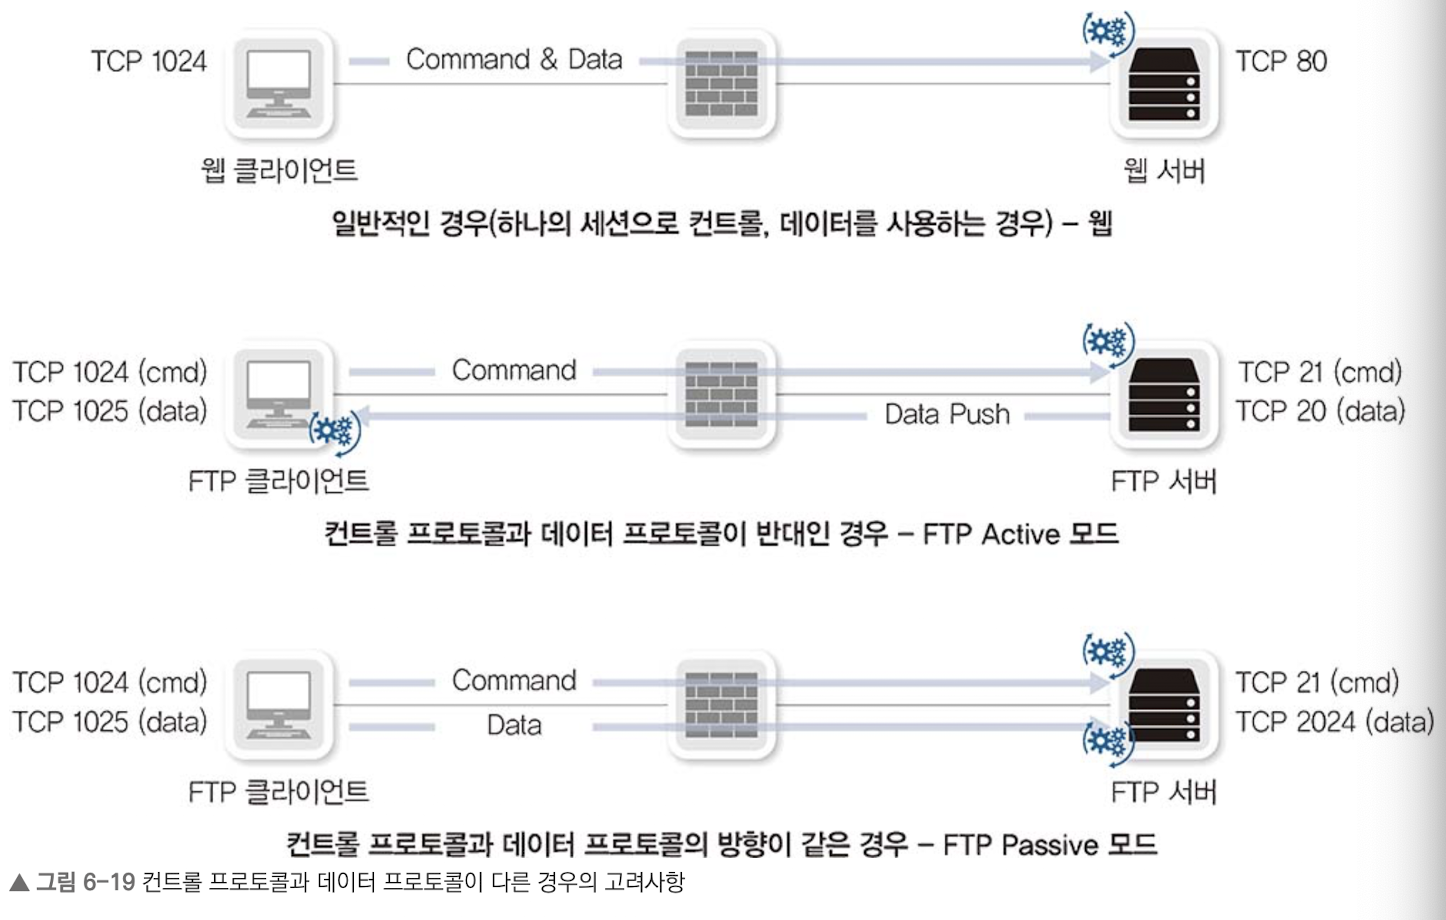 TCP 1024
Command & Data
TCP 80
웹 클라이언트
웹 서버
일반적인 경우(하나의 세션으로 컨트롤, 데이터를 사용하는 경우) – 웹
TCP 1024 (cmd)
Command
TCP 21 (cmd)
TCP 1025 (data)
Data Push
TCP 20 (data)
FTP 클라이언트
FTP 서버
컨트롤 프로토콜과 데이터 프로토콜이 반대인 경우 – FTP Active 모드
TCP 1024 (cmd)
Command
TCP 21 (cmd)
TCP 1025 (data)
Data
TCP 2024 (data)
FTP 클라이언트
FTP 서버
컨트롤 프로토콜과 데이터 프로토콜의 방향이 같은 경우 – FTP Passive 모드
▲ 그림 6-19 컨트롤 프로토콜과 데이터 프로토콜이 다른 경우의 고려사항